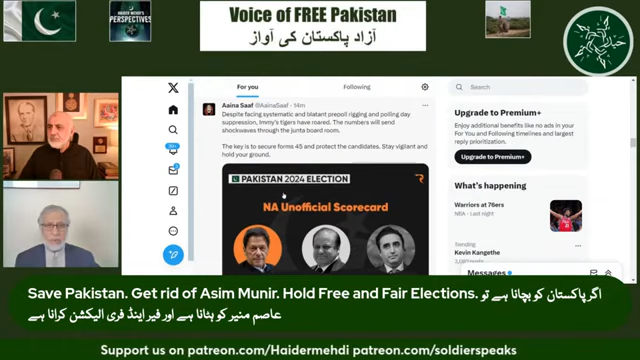 HAIDER MEHDI'S
PERSPECTIVES
Voice of FREE Pakistan
آزاد پاکستان کی آواز
For you
Following
Search
Aaina Saaf @AainaSaaf · 14m
Despite facing systematic and blatant prepoll rigging and polling day
suppression, Immy's tigers have roared. The numbers will send
shockwaves through the junta board room.
The key is to secure forms 45 and protect the candidates. Stay vigilant and
hold your ground.
PAKISTAN 2024 ELECTION
NA Unofficial Scorecard
Upgrade to Premium+
Enjoy additional benefits like no ads in your
For You and Following timelines and largest
reply prioritization.
Upgrade to Premium+
What's happening
Warriors at 76ers
NBA · Last night
Trending
Kevin Kangethe
Messages
Save Pakistan. Get rid of Asim Munir. Hold Free and Fair Elections. اگر پاکستان کو بچانا ہے تو
عاصم منیر کو ہٹانا ہے اور فیر اینڈ فری الیکشن کرانا ہے
Support us on patreon.com/Haidermehdi patreon.com/soldierspeaks